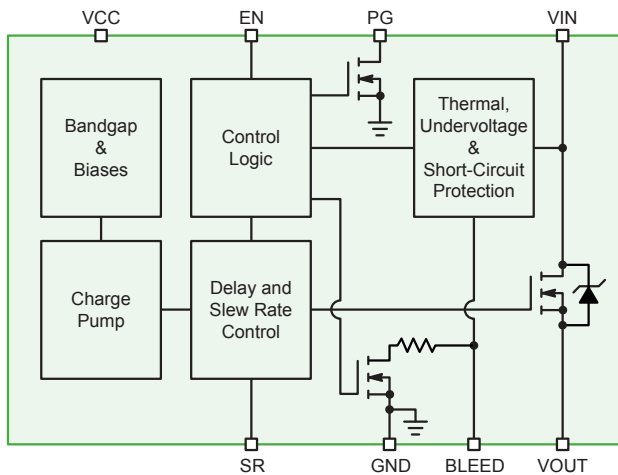 VCC EN PG VIN
Bandgap
&
Biases
Control
Logic
Thermal,
Undervoltage
&
Short-Circuit
Protection
Charge
Pump
Delay and
Slew Rate
Control
SR GND BLEED VOUT